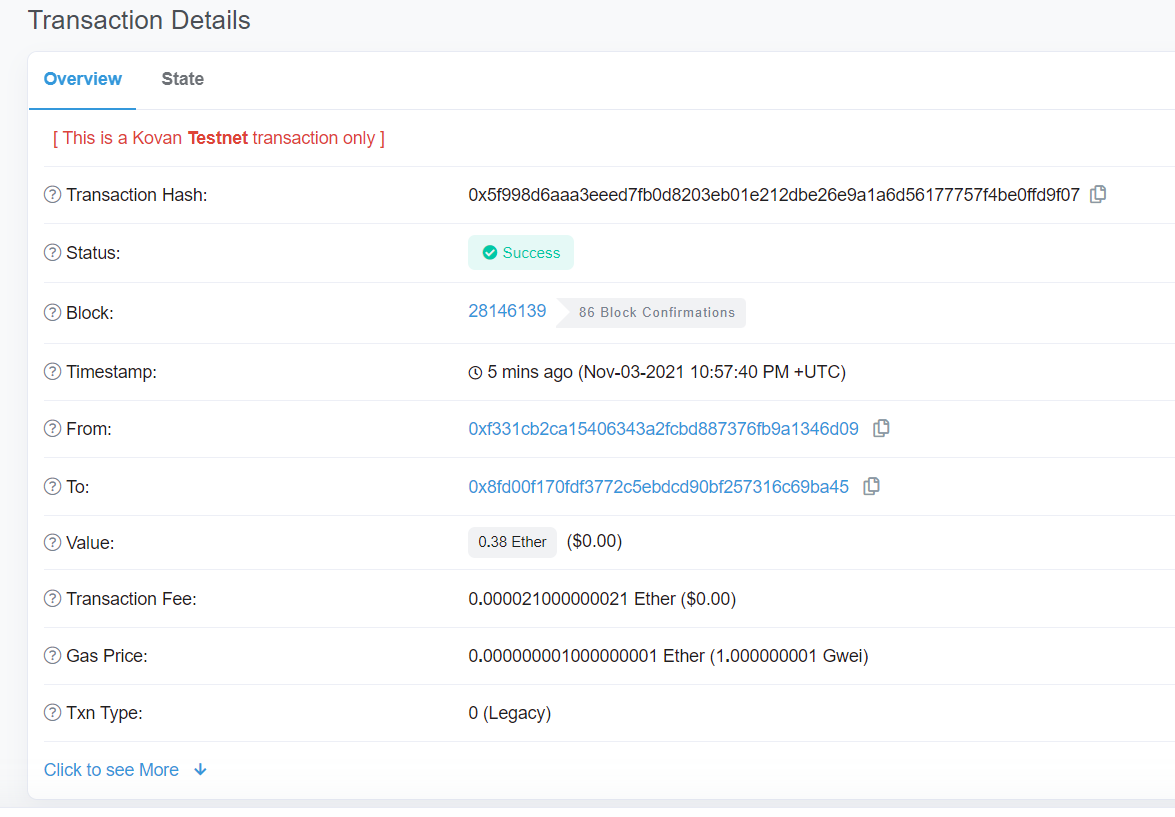 Transaction Details
Overview State
[ This is a Kovan Testnet transaction only ]
Transaction Hash: 0x5f998d6aaa3eeed7fb0d8203eb01e212dbe26e9a1a6d56177757f4be0ffd9f07
Status: Success
Block: 28146139 86 Block Confirmations
Timestamp: 5 mins ago (Nov-03-2021 10:57:40 PM +UTC)
From: 0xf331cb2ca15406343a2fcbd887376fb9a1346d09
To: 0x8fd00f170fdf3772c5ebdcd90bf257316c69ba45
Value: 0.38 Ether ($0.00)
Transaction Fee: 0.000021000000021 Ether ($0.00)
Gas Price: 0.000000001000000001 Ether (1.000000001 Gwei)
Txn Type: 0 (Legacy)
Click to see More